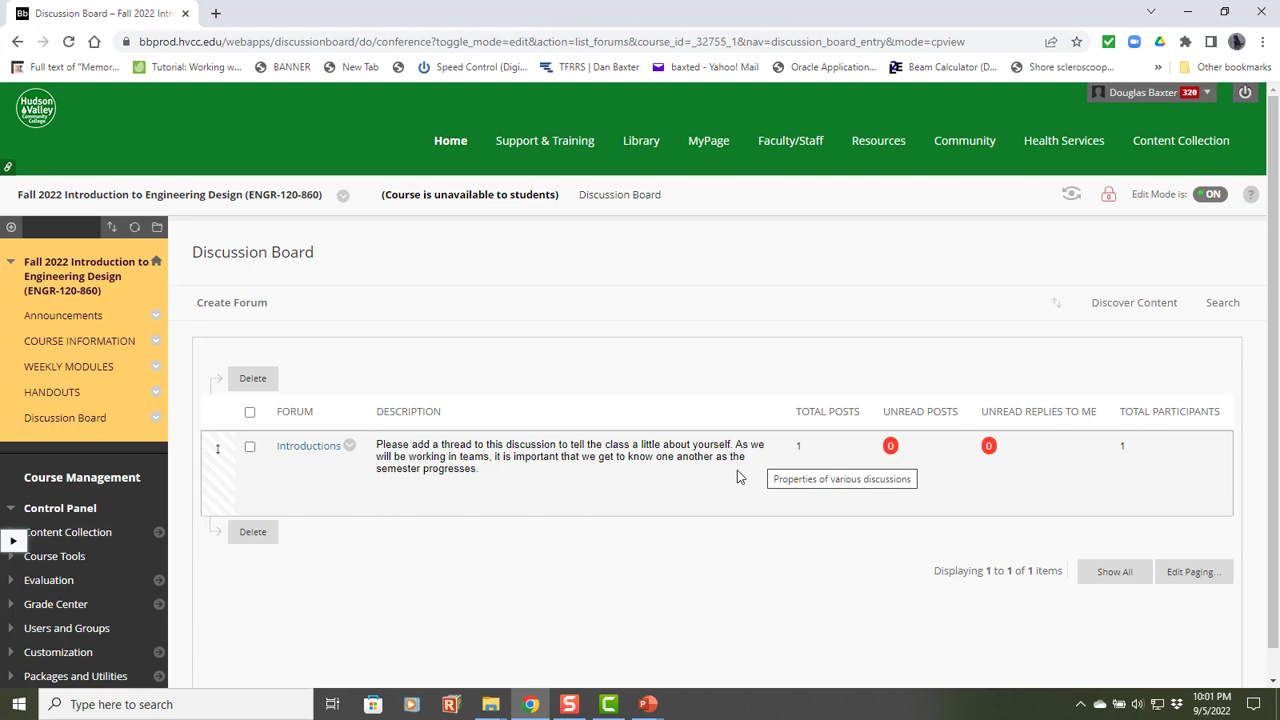 Discussion Board – Fall 2022 Intr
bbprod.hvcc.edu/webapps/discussionboard/do/conference?toggle_mode=edit&action=list_forums&course_id=_32755_1&nav=discussion_board_entry&mode=cpview
Full text of "Memor... Tutorial: Working w... BANNER New Tab Speed Control (Digi... TFRRS | Dan Baxter baxted - Yahoo! Mail Oracle Application... Beam Calculator (D... Shore scleroscoop... » Other bookmarks
Douglas Baxter 320
Hudson Valley Community College
Home Support & Training Library MyPage Faculty/Staff Resources Community Health Services Content Collection
Fall 2022 Introduction to Engineering Design (ENGR-120-860) (Course is unavailable to students) Discussion Board Edit Mode is: ON ?
Discussion Board
Fall 2022 Introduction to
Engineering Design
(ENGR-120-860)
Announcements
COURSE INFORMATION
WEEKLY MODULES
HANDOUTS
Discussion Board
Course Management
Control Panel
Content Collection
Course Tools
Evaluation
Grade Center
Users and Groups
Customization
Packages and Utilities
Create Forum Discover Content Search
Delete
FORUM DESCRIPTION TOTAL POSTS UNREAD POSTS UNREAD REPLIES TO ME TOTAL PARTICIPANTS
Introductions Please add a thread to this discussion to tell the class a little about yourself. As we 1 0 0 1
will be working in teams, it is important that we get to know one another as the
semester progresses.
Properties of various discussions
Delete
Displaying 1 to 1 of 1 items Show All Edit Paging...
Type here to search
10:01 PM
9/5/2022